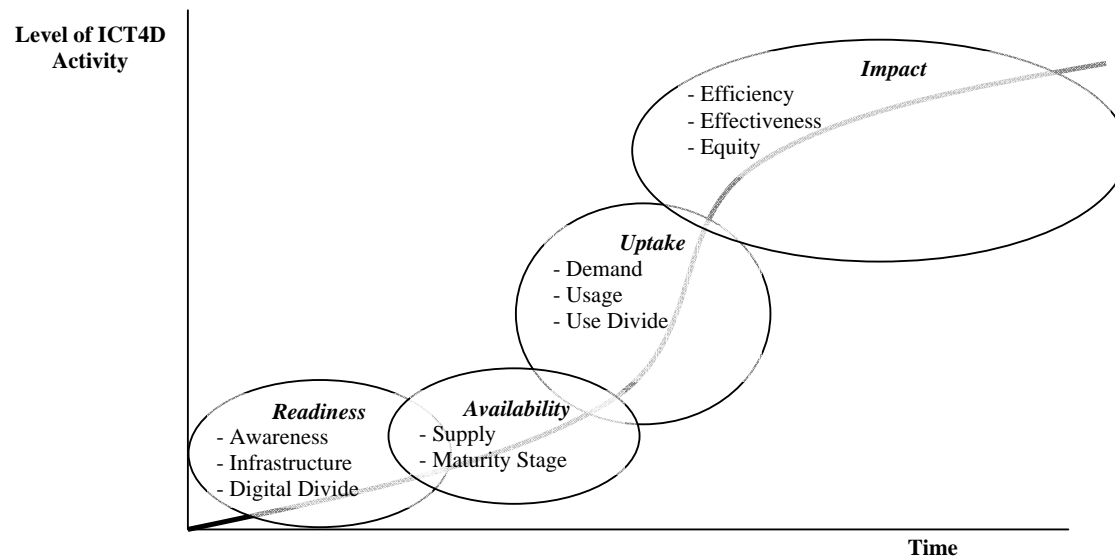 Level of ICT4D
Activity
Impact
- Efficiency
- Effectiveness
- Equity
Uptake
- Demand
- Usage
- Use Divide
Readiness
- Awareness
- Infrastructure
- Digital Divide
Availability
- Supply
- Maturity Stage
Time